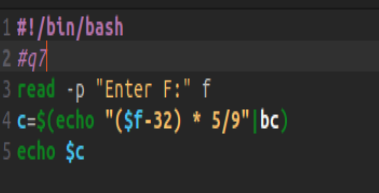 1 #!/bin/bash
2 #q7
3 read -p "Enter F:" f
4 c=$(echo "($f-32) * 5/9"|bc)
5 echo $c